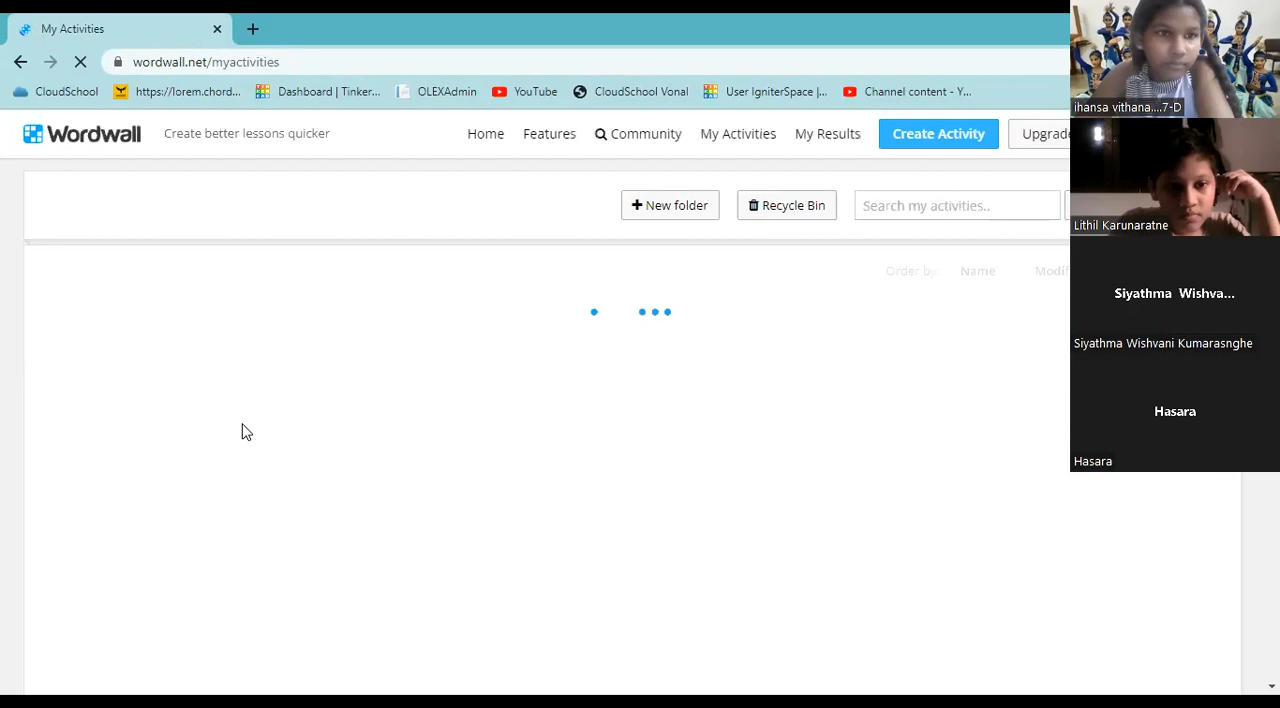 My Activities
wordwall.net/myactivities
CloudSchool
https://lorem.chord...
Dashboard | Tinker...
OLEXAdmin
YouTube
CloudSchool Vonal
User IgniterSpace |...
Channel content - Y...
Wordwall
Create better lessons quicker
Home
Features
Community
My Activities
My Results
Create Activity
Upgrade
New folder
Recycle Bin
Search my activities..
Order by:
Name
Modif
ihansa vithana....7-D
Lithil Karunaratne
Siyathma Wishva...
Siyathma Wishvani Kumarasnghe
Hasara
Hasara